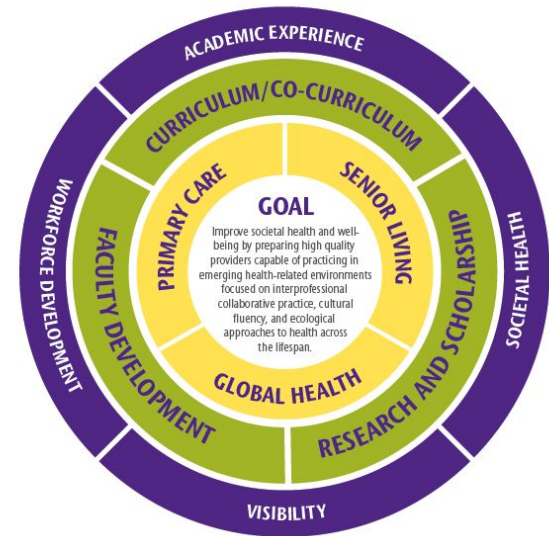 ACADEMIC EXPERIENCE
CURRICULUM/CO-CURRICULUM
PRIMARY CARE
SENIOR LIVING
GOAL
Improve societal health and well-
being by preparing high quality
providers capable of practicing in
emerging health-related environments
focused on interprofessional
collaborative practice, cultural
fluency, and ecological
approaches to health across
the lifespan.
WORKFORCE DEVELOPMENT
FACULTY DEVELOPMENT
RESEARCH AND SCHOLARSHIP
SOCIETAL HEALTH
GLOBAL HEALTH
VISIBILITY